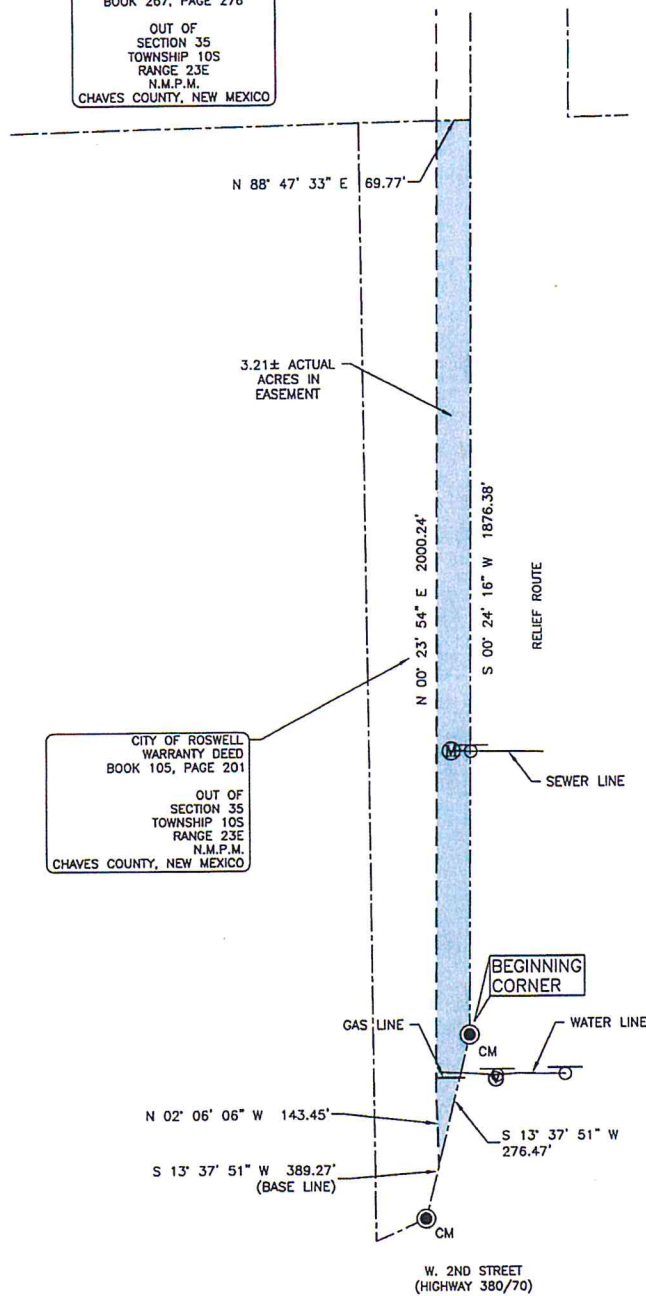 BOOK 267, PAGE 278
OUT OF
SECTION 35
TOWNSHIP 10S
RANGE 23E
N.M.P.M.
CHAVES COUNTY, NEW MEXICO
N 88° 47' 33" E 69.77'
3.21± ACTUAL
ACRES IN
EASEMENT
N 00° 23' 54" E 2000.24'
S 00° 24' 16" W 1876.38'
RELIEF ROUTE
CITY OF ROSWELL
WARRANTY DEED
BOOK 105, PAGE 201
OUT OF
SECTION 35
TOWNSHIP 10S
RANGE 23E
N.M.P.M.
CHAVES COUNTY, NEW MEXICO
M
SEWER LINE
BEGINNING
CORNER
GAS LINE
WATER LINE
CM
V
N 02° 06' 06" W 143.45'
S 13° 37' 51" W
276.47'
S 13° 37' 51" W 389.27'
(BASE LINE)
CM
W. 2ND STREET
(HIGHWAY 380/70)